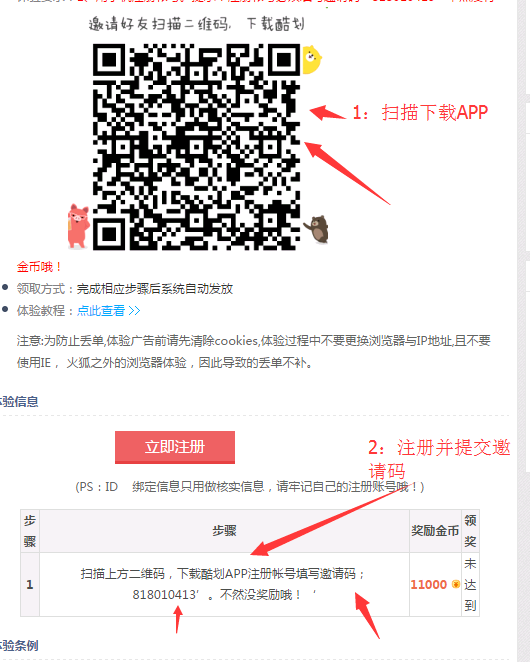 邀请好友扫描二维码，下载酷划
1：扫描下载APP
金币哦！
领取方式：完成相应步骤后系统自动发放
体验教程：点此查看 >>
注意:为防止丢单,体验广告前请先清除cookies,体验过程中不要更换浏览器与IP地址,且不要
使用IE ，火狐之外的浏览器体验，因此导致的丢单不补。
验信息
立即注册
2：注册并提交邀
请码
(PS：ID 绑定信息只用做核实信息，请牢记自己的注册账号哦！)
步骤 步骤 奖励金币 领奖
1 扫描上方二维码，下载酷划APP注册帐号填写邀请码；
818010413’。不然没奖励哦！‘ 11000 未达到
验条例